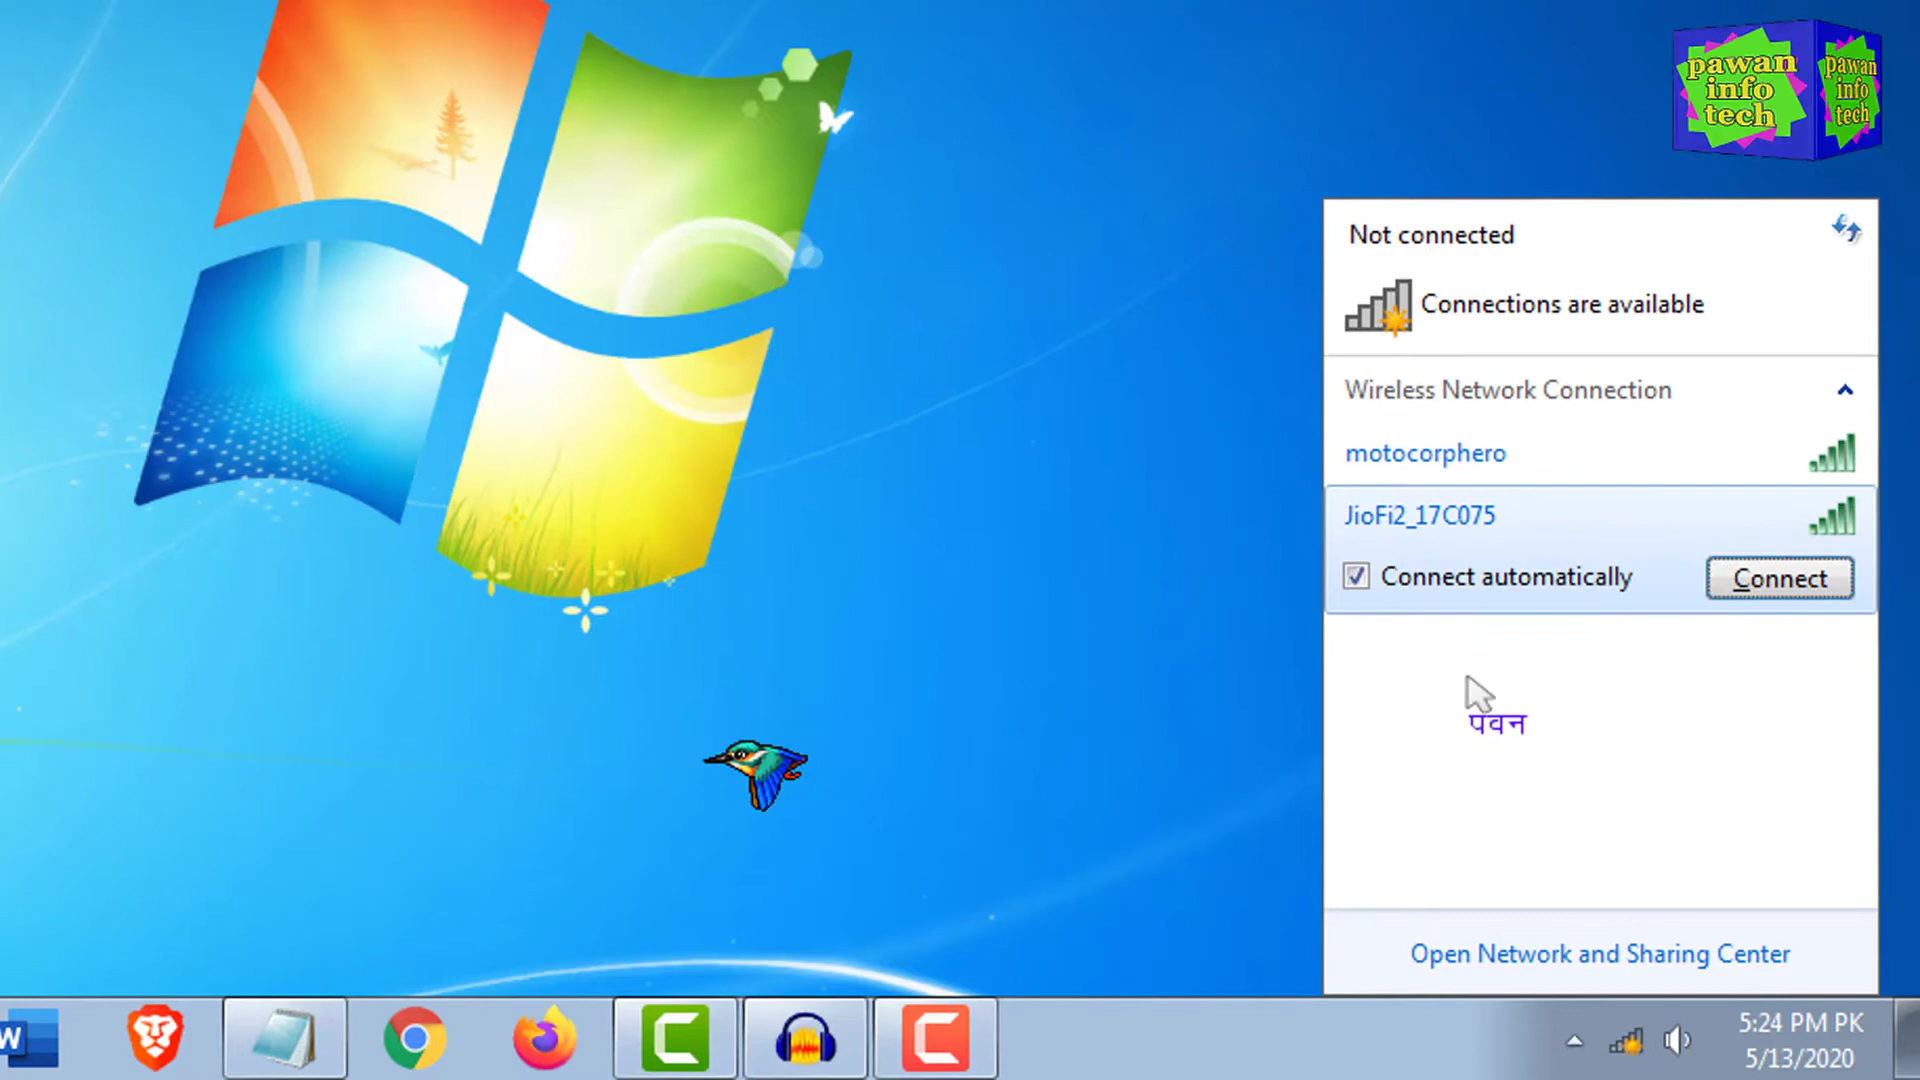 pawan
info
tech
pawan
info
tech
Not connected
Connections are available
Wireless Network Connection
motocorphero
JioFi2_17C075
Connect automatically
Connect
पवन
Open Network and Sharing Center
W
5:24 PM PK
5/13/2020